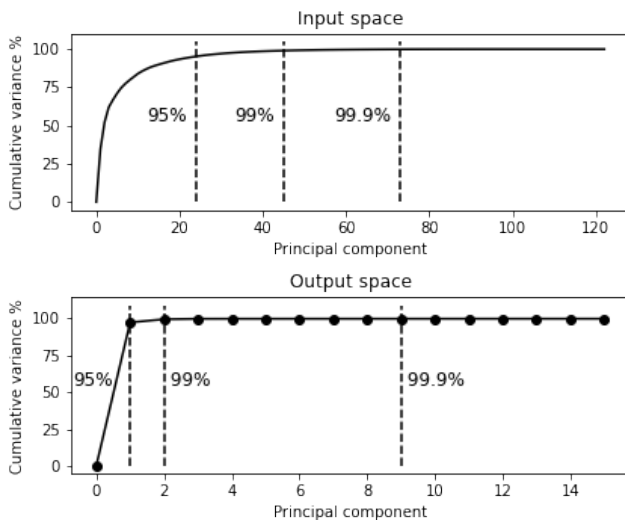 Input space
Cumulative variance %
100
75
50
25
0
95%
99%
99.9%
0 20 40 60 80 100 120
Principal component
Output space
Cumulative variance %
100
75
50
25
0
95%
99%
99.9%
0 2 4 6 8 10 12 14
Principal component